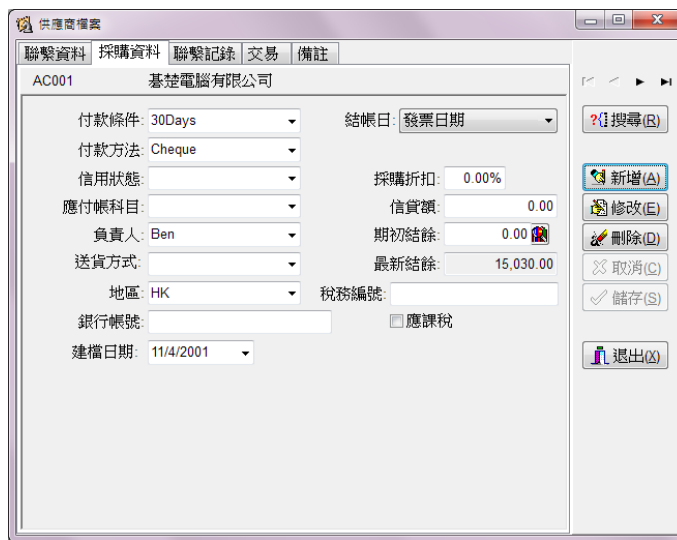 供應商檔案
聯繫資料 採購資料 聯繫記錄 交易 備註
AC001 基楚電腦有限公司
付款條件: 30Days 結帳日: 發票日期
付款方法: Cheque
信用狀態: 採購折扣: 0.00%
應付帳科目: 信貸額: 0.00
負責人: Ben 期初結餘: 0.00
送貨方式: 最新結餘: 15,030.00
地區: HK 稅務編號:
銀行帳號: 應課稅
建檔日期: 11/4/2001
搜尋(R)
新增(A)
修改(E)
刪除(D)
取消(C)
儲存(S)
退出(X)